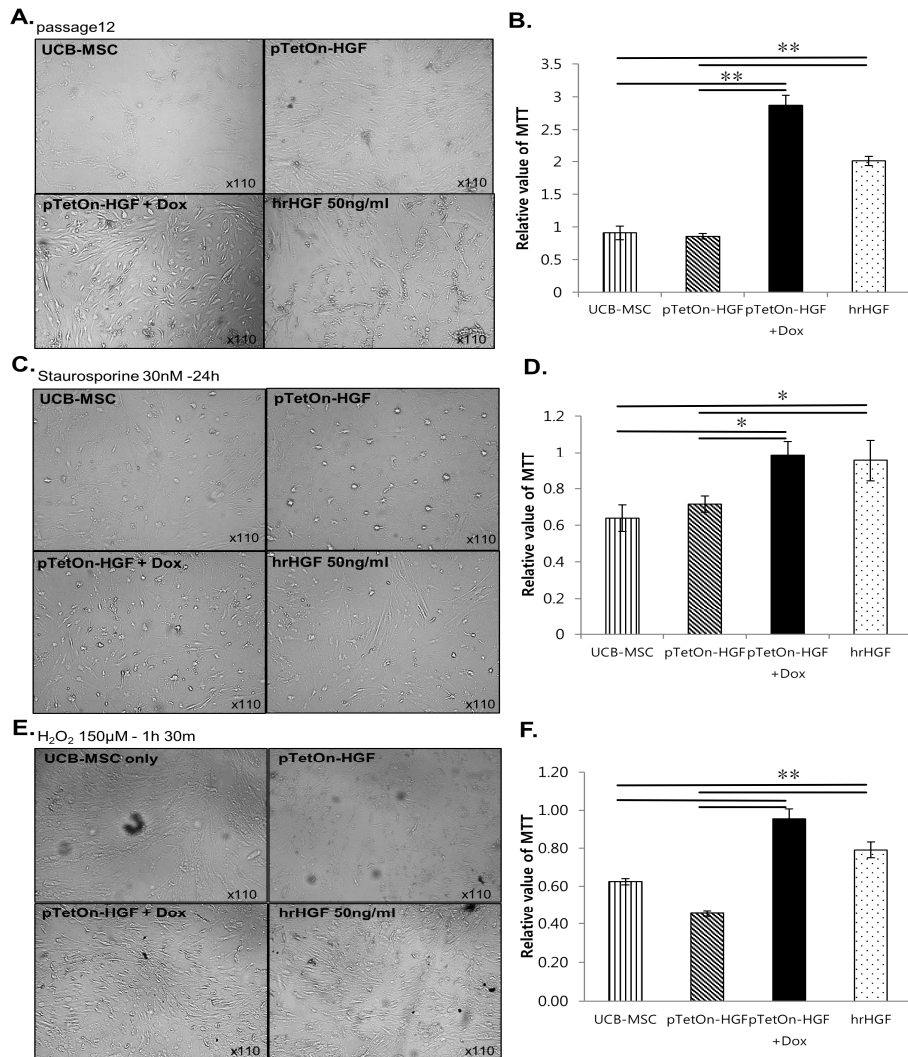 A. passage12
UCB-MSC
x110
pTetOn-HGF
x110
pTetOn-HGF + Dox
x110
hrHGF 50ng/ml
x110
B.
**
**
Relative value of MTT
3.5
3
2.5
2
1
0.5
0
UCB-MSC pTetOn-HGF pTetOn-HGF hrHGF
+Dox
C. Staurosporine 30nM -24h
UCB-MSC
x110
pTetOn-HGF
x110
pTetOn-HGF + Dox
x110
hrHGF 50ng/ml
x110
D.
*
*
Relative value of MTT
1.2
1
0.8
0.6
0.4
0.2
0
UCB-MSC pTetOn-HGF pTetOn-HGF hrHGF
+Dox
E. H₂O₂ 150µM - 1h 30m
UCB-MSC only
x110
pTetOn-HGF
x110
pTetOn-HGF + Dox
x110
hrHGF 50ng/ml
x110
F.
**
Relative value of MTT
1.20
1.00
0.80
0.60
0.40
0.20
0.00
UCB-MSC pTetOn-HGF pTetOn-HGF hrHGF
+Dox